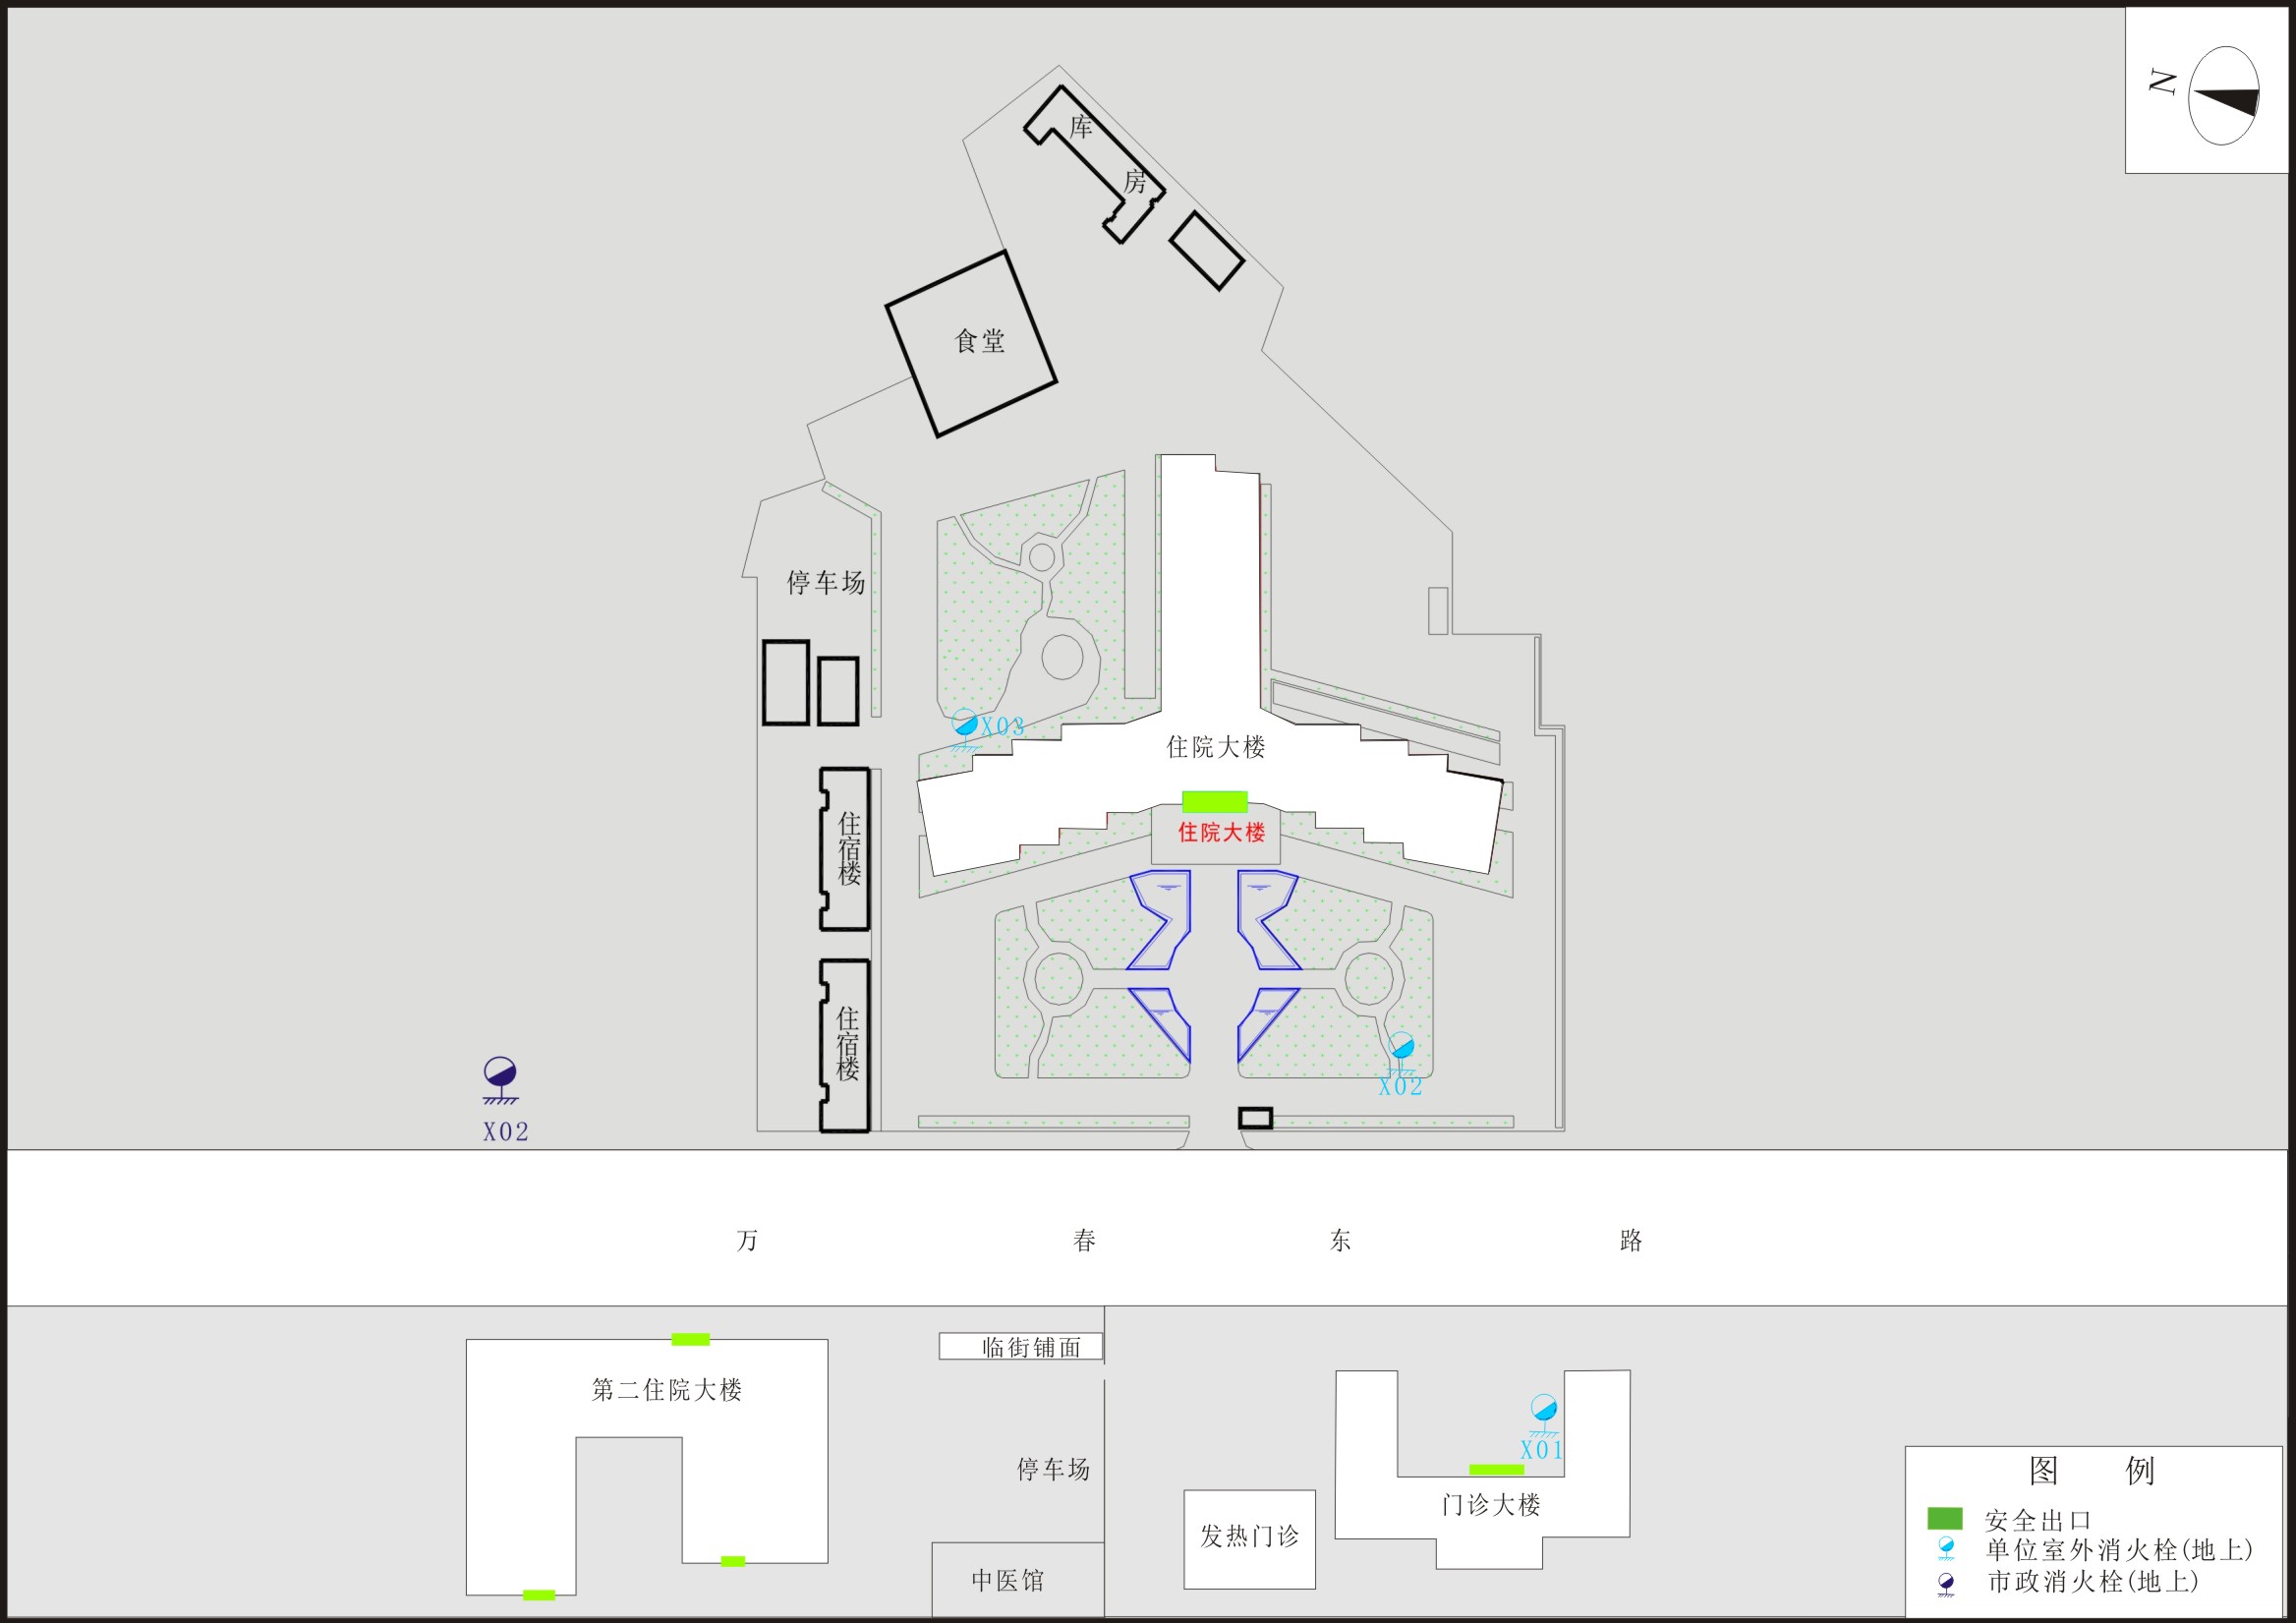 N
库
房
食堂
停车场
X03
住院大楼
住院大楼
住宿楼
住宿楼
X02
X02
万春东路
临街铺面
第二住院大楼
停车场
X01
门诊大楼
发热门诊
中医馆
图 例
安全出口
单位室外消火栓(地上)
市政消火栓(地上)